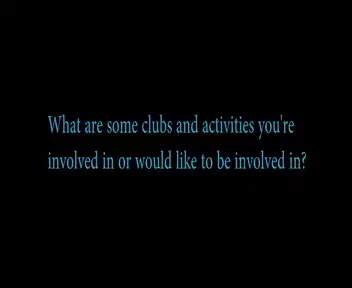 What are some clubs and activities you're
involved in or would like to be involved in?